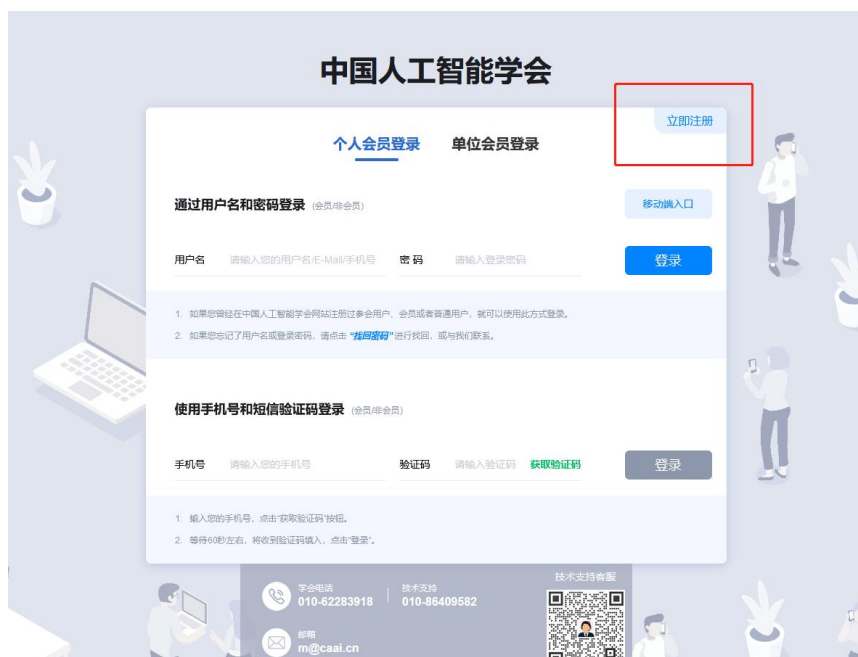 中国人工智能学会
立即注册
个人会员登录 单位会员登录
通过用户名和密码登录 (会员/非会员) 移动端入口
用户名 请输入您的用户名/E-Mail/手机号 密 码 请输入登录密码 登录
1. 如果您曾经在中国人工智能学会网站注册过参会用户、会员或者普通用户，就可以使用此方式登录。
2. 如果您忘记了用户名或登录密码，请点击 "找回密码" 进行找回，或与我们联系。
使用手机号和短信验证码登录 (会员/非会员)
手机号 请输入您的手机号 验证码 请输入验证码 获取验证码 登录
1. 输入您的手机号，点击"获取验证码"按钮。
2. 等待60秒左右，将收到验证码填入，点击"登录"。
学会电话 技术支持 技术支持客服
010-62283918 010-86409582
邮箱
m@caai.cn